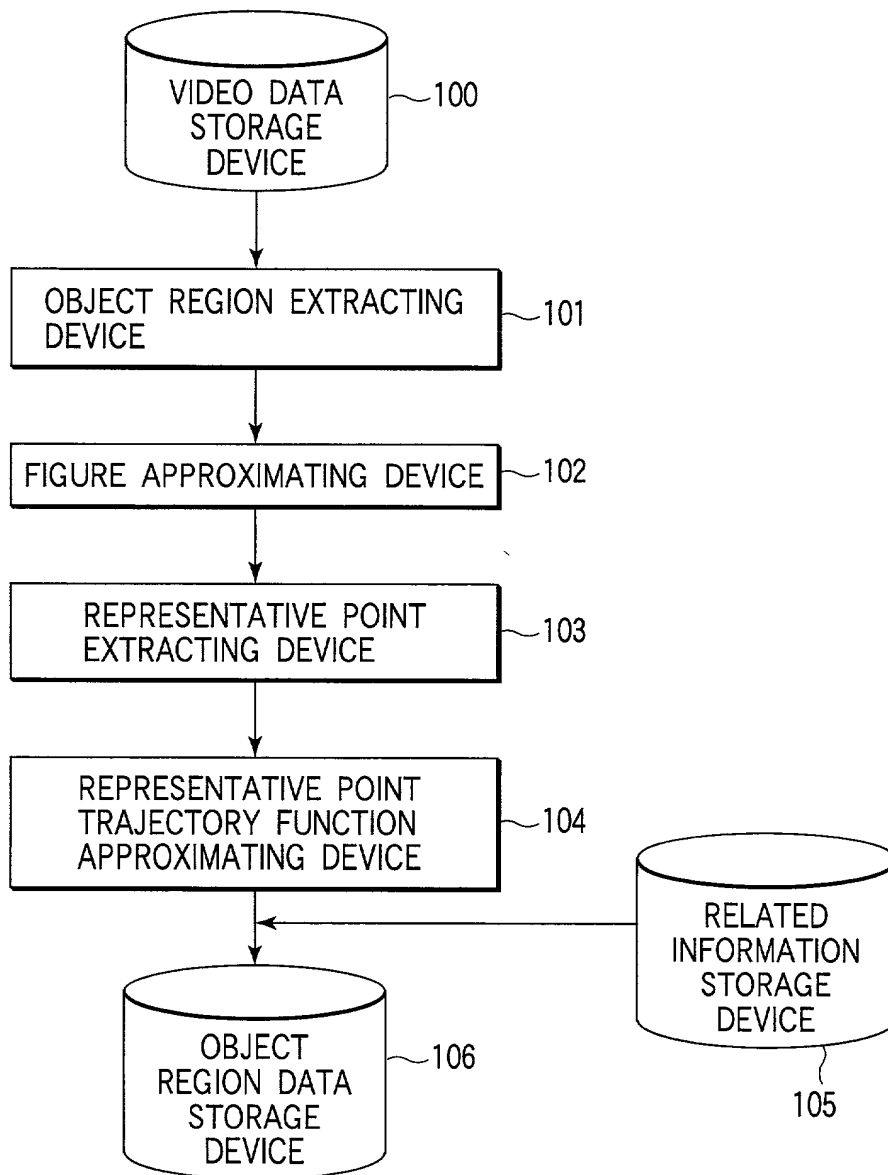 VIDEO DATA
STORAGE
DEVICE
100
OBJECT REGION EXTRACTING
DEVICE
101
FIGURE APPROXIMATING DEVICE
102
REPRESENTATIVE POINT
EXTRACTING DEVICE
103
REPRESENTATIVE POINT
TRAJECTORY FUNCTION
APPROXIMATING DEVICE
104
RELATED
INFORMATION
STORAGE
DEVICE
105
OBJECT
REGION DATA
STORAGE
DEVICE
106